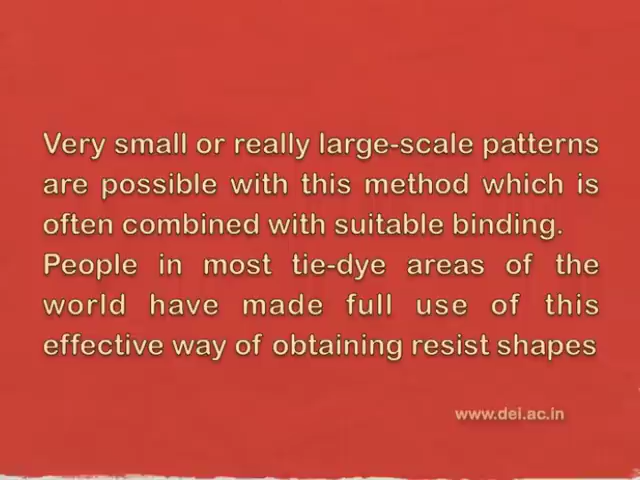 Very small or really large-scale patterns
are possible with this method which is
often combined with suitable binding.
People in most tie-dye areas of the
world have made full use of this
effective way of obtaining resist shapes
www.dei.ac.in